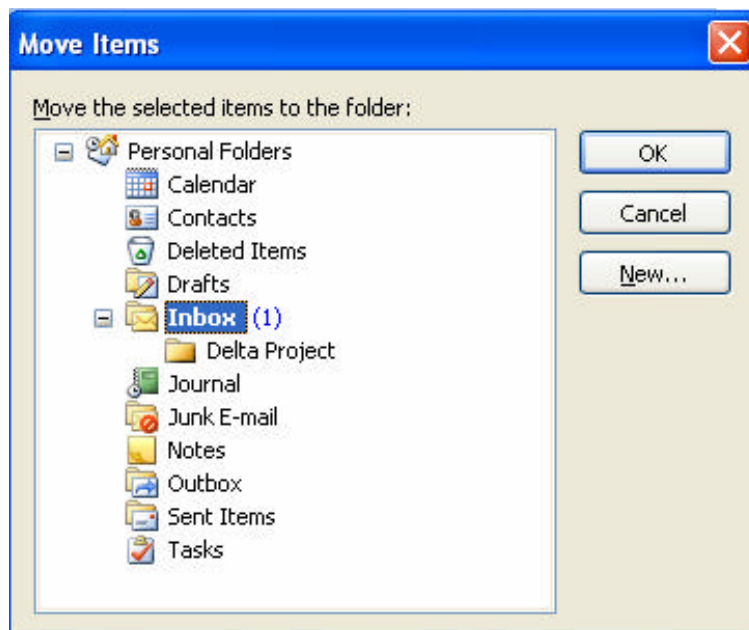 Move Items
Move the selected items to the folder:
Personal Folders
Calendar
Contacts
Deleted Items
Drafts
Inbox (1)
Delta Project
Journal
Junk E-mail
Notes
Outbox
Sent Items
Tasks
OK
Cancel
New...